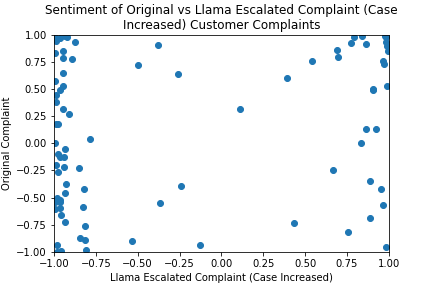 Sentiment of Original vs Llama Escalated Complaint (Case
Increased) Customer Complaints
1.00
0.75
0.50
0.25
0.00
−0.25
−0.50
−0.75
−1.00
Original Complaint
−1.00 −0.75 −0.50 −0.25 0.00 0.25 0.50 0.75 1.00
Llama Escalated Complaint (Case Increased)